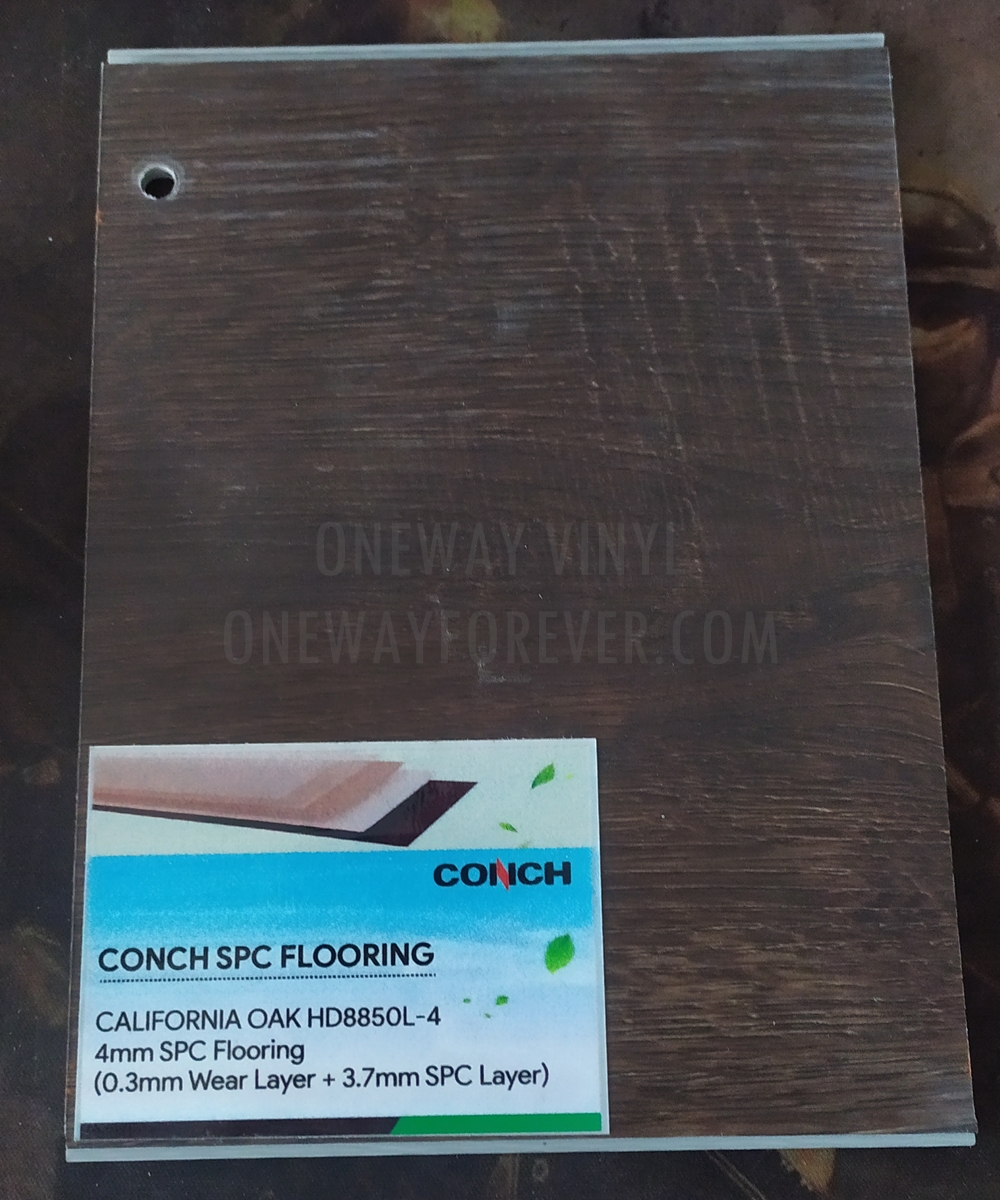 ONEWAY VINYL
ONEWAYFOREVER.COM
CONCH
CONCH SPC FLOORING
CALIFORNIA OAK HD8850L-4
4mm SPC Flooring
(0.3mm Wear Layer + 3.7mm SPC Layer)